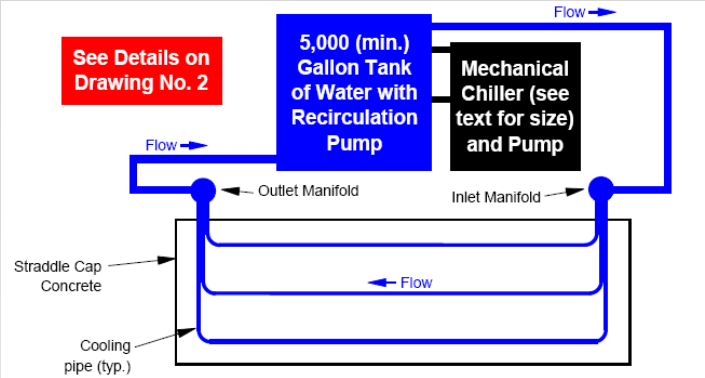 Flow
See Details on
Drawing No. 2
5,000 (min.)
Gallon Tank
of Water with
Recirculation
Pump
Mechanical
Chiller (see
text for size)
and Pump
Flow
Outlet Manifold
Inlet Manifold
Straddle Cap
Concrete
Flow
Cooling
pipe (typ.)